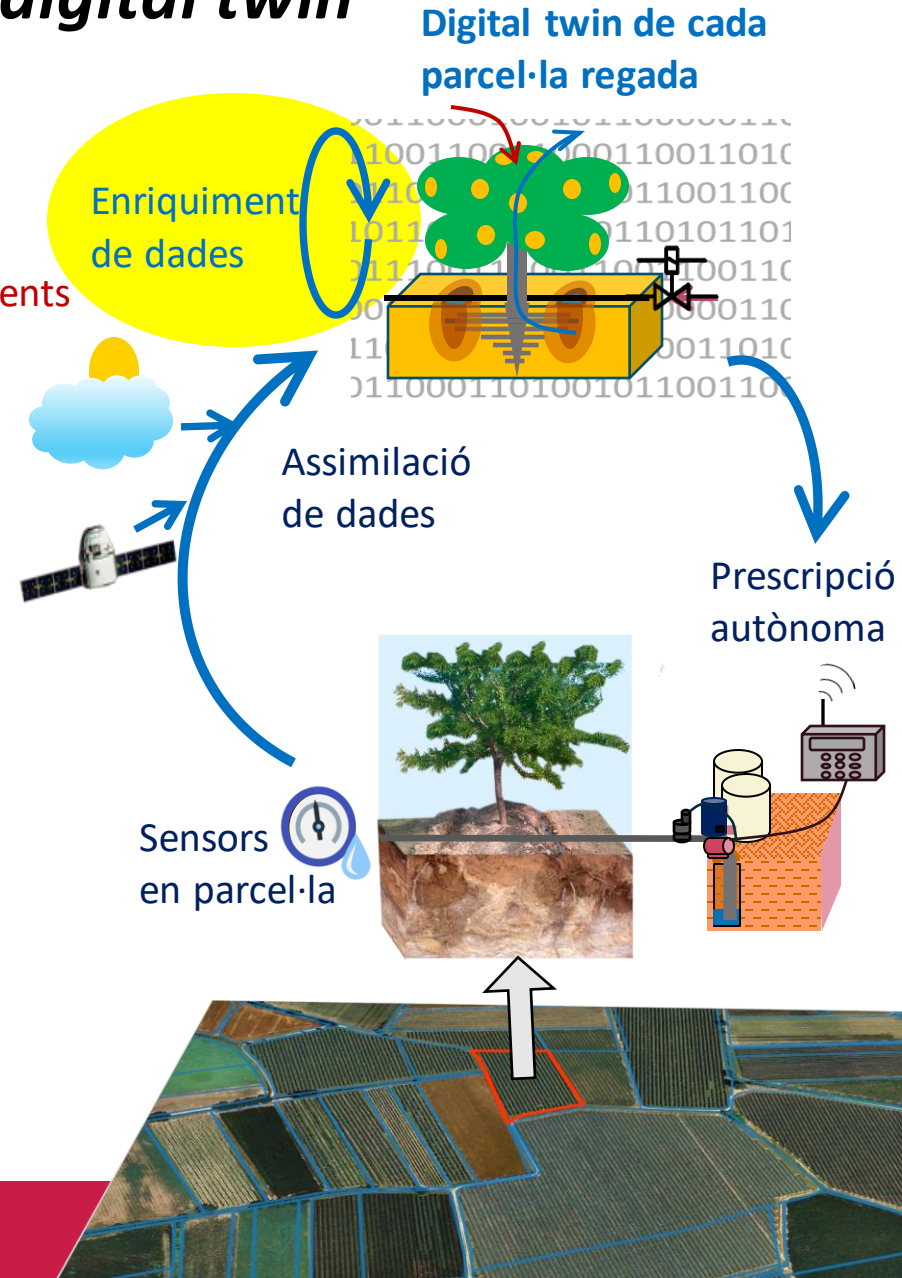 digital twin
Digital twin de cada
parcel·la regada
Enriquiment
de dades
ents
Assimilació
de dades
Prescripció
autònoma
Sensors
en parcel·la